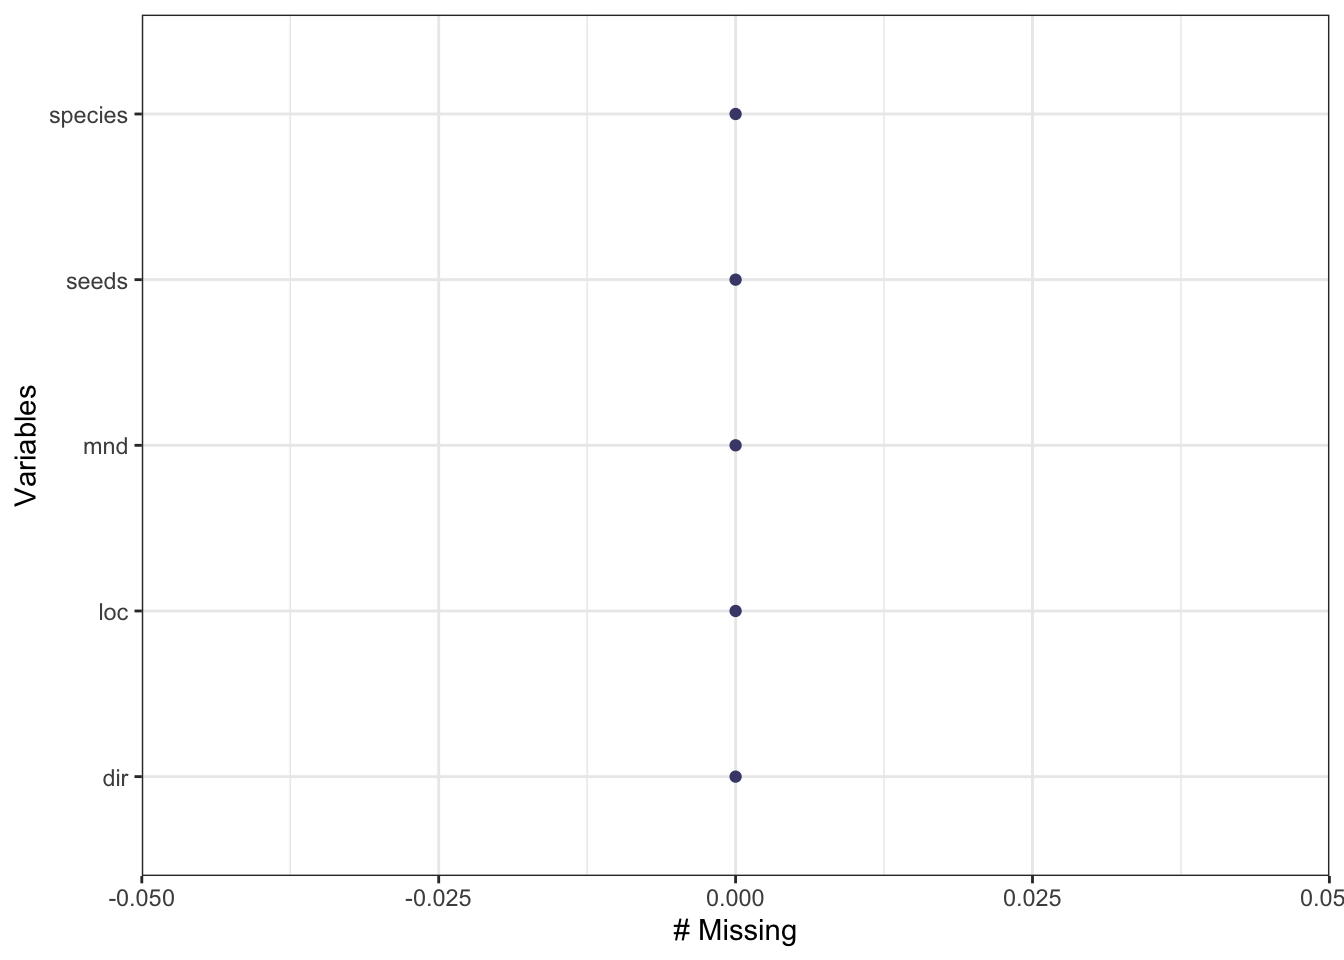 species
seeds
mnd
loc
dir
Variables
-0.050
-0.025
0.000
0.025
0.05
# Missing